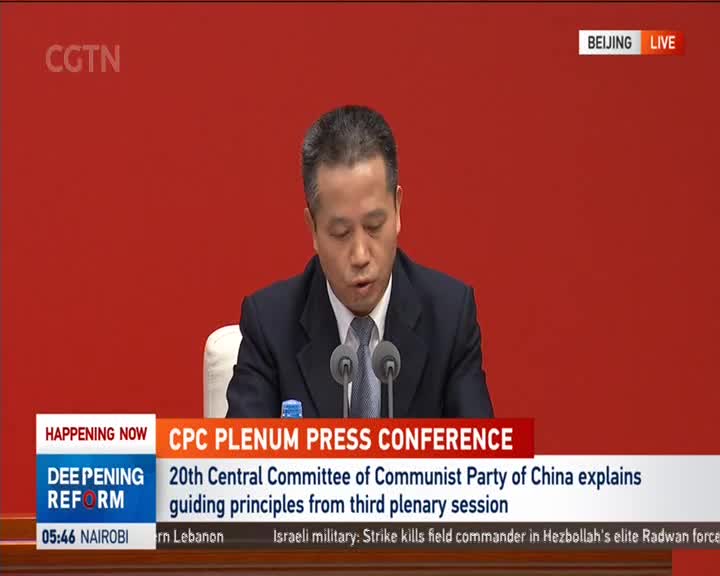 CGTN
BEIJING LIVE
HAPPENING NOW
CPC PLENUM PRESS CONFERENCE
DEEPENING
REFORM
20th Central Committee of Communist Party of China explains
guiding principles from third plenary session
05:46 NAIROBI
ern Lebanon Israeli military: Strike kills field commander in Hezbollah's elite Radwan force